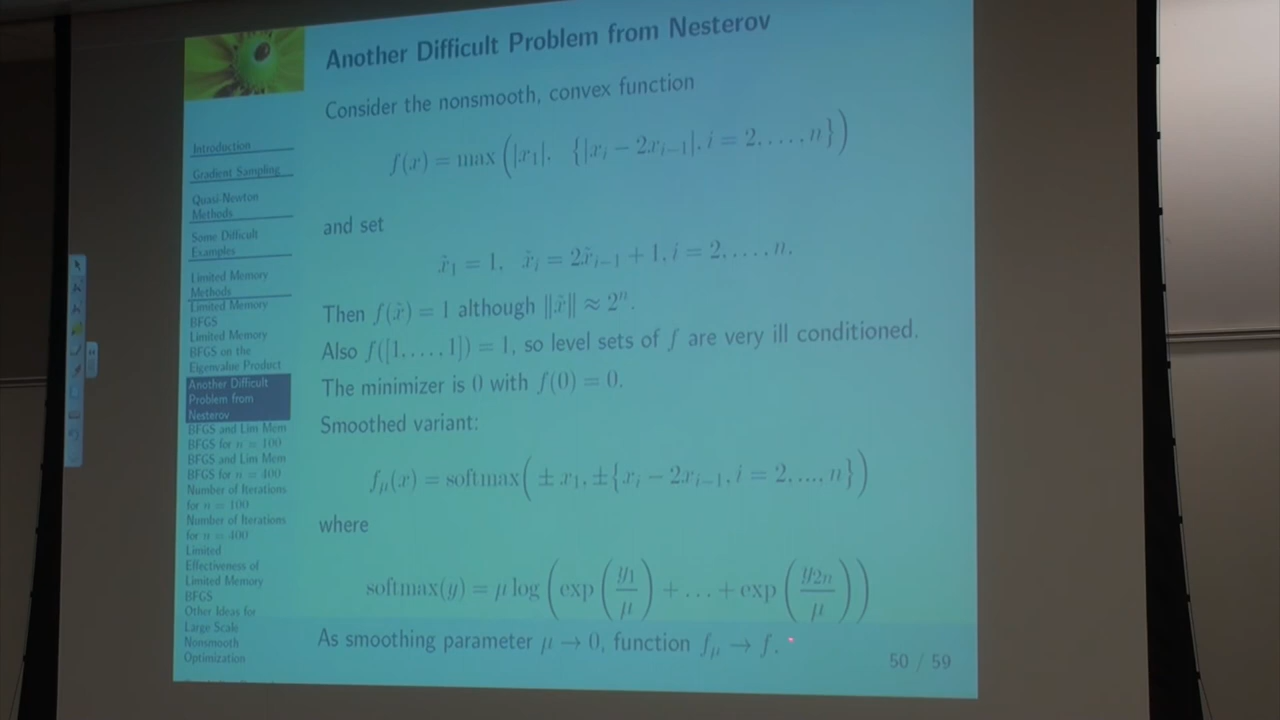 Another Difficult Problem from Nesterov
Consider the nonsmooth, convex function
f(x) = max(|x₁|, {|xᵢ − 2xᵢ₋₁|, i = 2, . . . , n})
and set
x̃₁ = 1, x̃ᵢ = 2x̃ᵢ₋₁ + 1, i = 2, . . . , n.
Then f(x̃) = 1 although ‖x̃‖ ≈ 2ⁿ.
Also f([1, . . . , 1]) = 1, so level sets of f are very ill conditioned.
The minimizer is 0 with f(0) = 0.
Smoothed variant:
f_μ(x) = softmax(± x₁, ±{xᵢ − 2xᵢ₋₁, i = 2, ..., n})
where
softmax(y) = μ log(exp(y₁/μ) + . . . + exp(y₂ₙ/μ))
As smoothing parameter μ → 0, function f_μ → f.
50 / 59
Introduction
Gradient Sampling
Quasi-Newton
Methods
Some Difficult
Examples
Limited Memory
Methods
Limited Memory
BFGS
Limited Memory
BFGS on the
Eigenvalue Product
Another Difficult
Problem from
Nesterov
BFGS and Lim Mem
BFGS for n = 100
BFGS and Lim Mem
BFGS for n = 400
Number of Iterations
for n = 100
Number of Iterations
for n = 400
Limited
Effectiveness of
Limited Memory
BFGS
Other Ideas for
Large Scale
Nonsmooth
Optimization